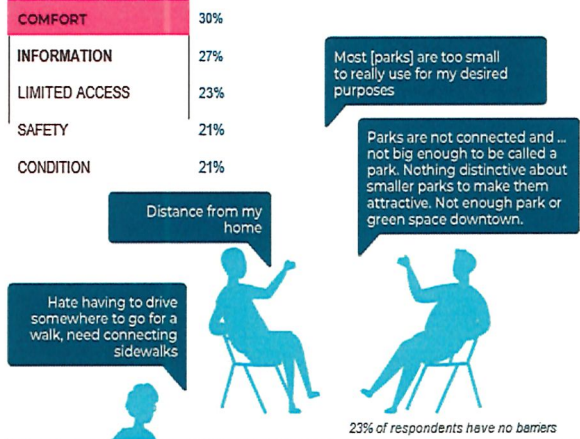 COMFORT 30%
INFORMATION 27%
LIMITED ACCESS 23%
SAFETY 21%
CONDITION 21%
Most [parks] are too small
to really use for my desired
purposes
Parks are not connected and ...
not big enough to be called a
park. Nothing distinctive about
smaller parks to make them
attractive. Not enough park or
green space downtown.
Distance from my
home
Hate having to drive
somewhere to go for a
walk, need connecting
sidewalks
23% of respondents have no barriers